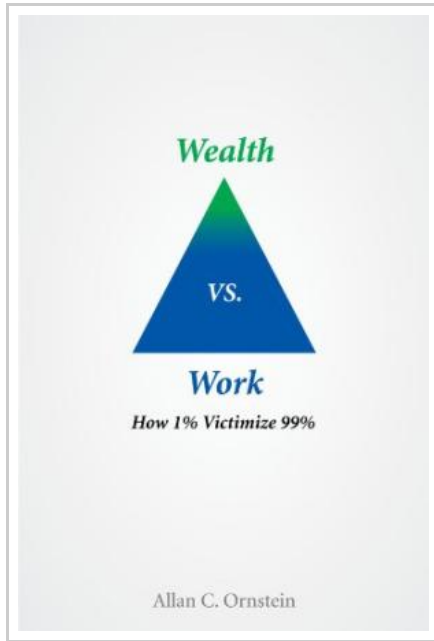 Wealth
VS.
Work
How 1% Victimize 99%
Allan C. Ornstein